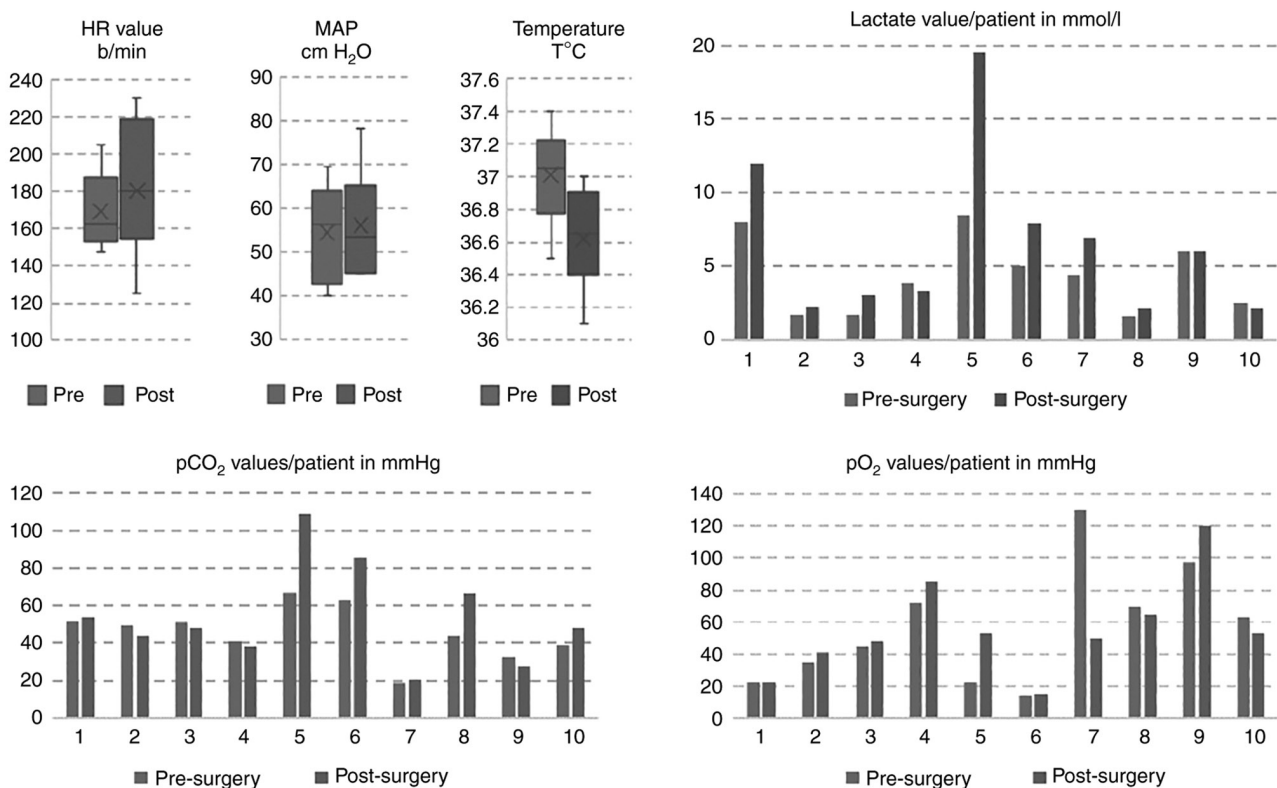 HR value
b/min
240
220
200
180
160
140
120
100
Pre Post
MAP
cm H₂O
90
80
70
60
50
40
30
Pre Post
Temperature
T°C
37.6
37.4
37.2
37
36.8
36.6
36.4
36.2
36
Pre Post
Lactate value/patient in mmol/l
20
15
10
5
0
1 2 3 4 5 6 7 8 9 10
Pre-surgery Post-surgery
pCO₂ values/patient in mmHg
120
100
80
60
40
20
0
1 2 3 4 5 6 7 8 9 10
Pre-surgery Post-surgery
pO₂ values/patient in mmHg
140
120
100
80
60
40
20
0
1 2 3 4 5 6 7 8 9 10
Pre-surgery Post-surgery